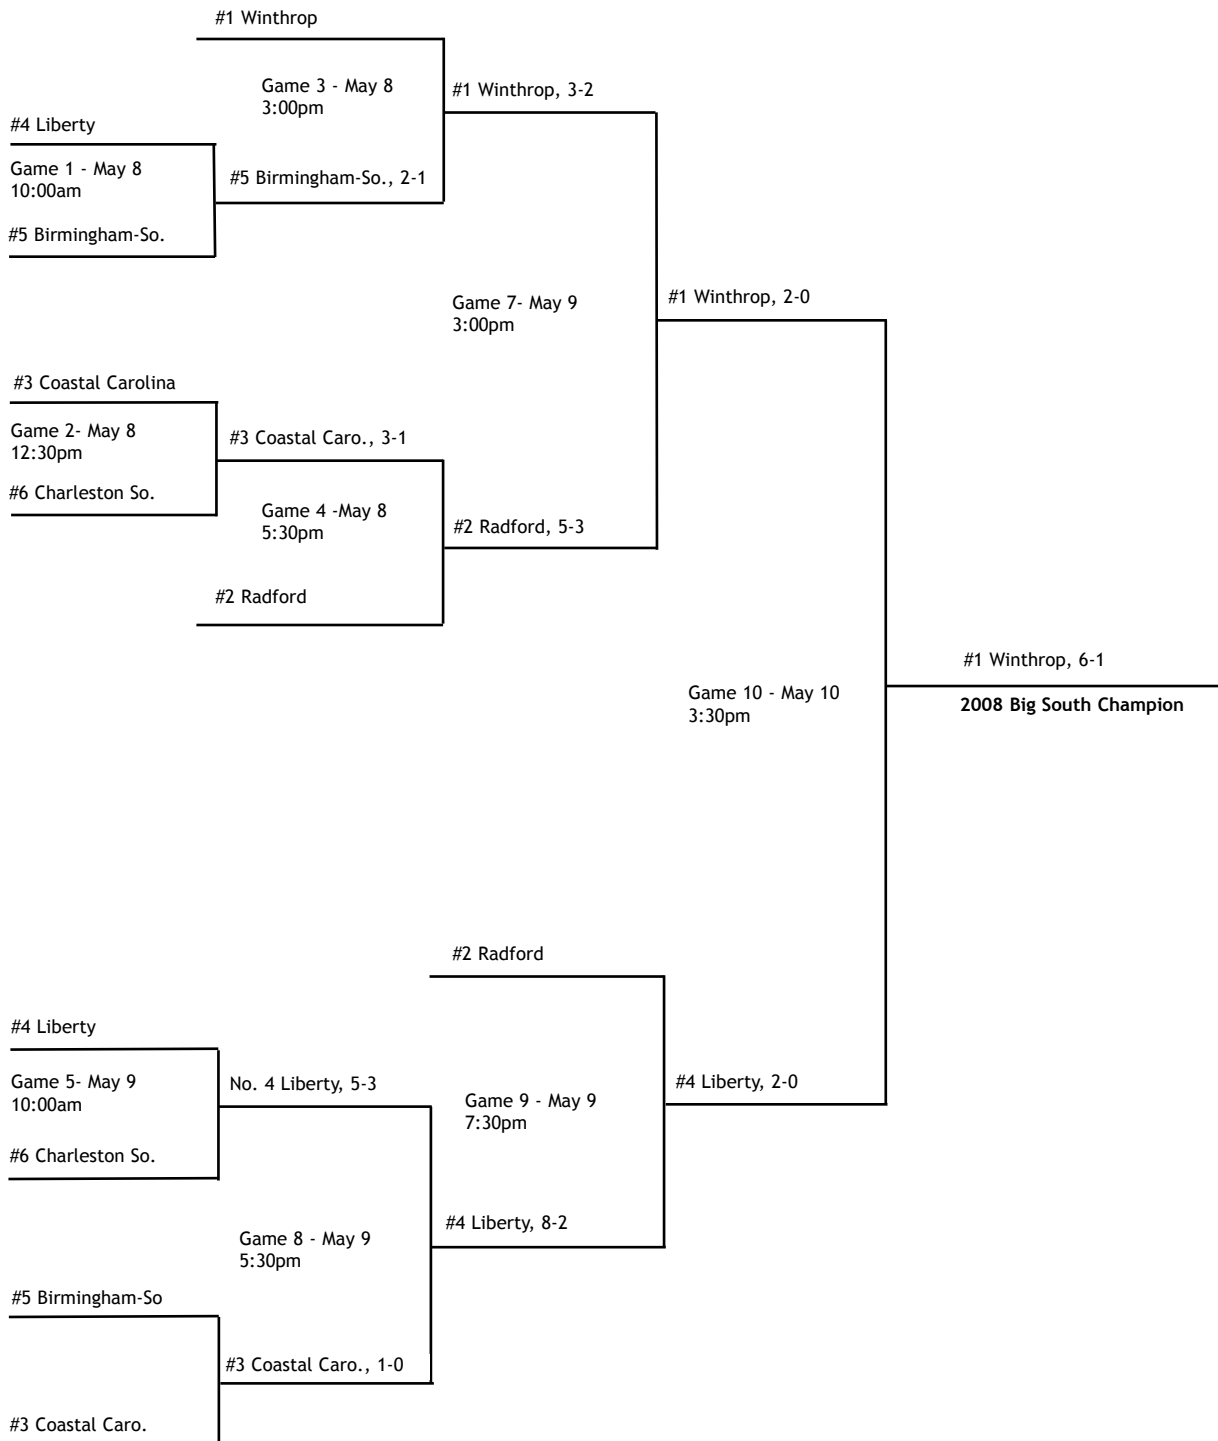 #1 Winthrop
Game 3 - May 8
3:00pm
#1 Winthrop, 3-2
#4 Liberty
Game 1 - May 8
10:00am
#5 Birmingham-So., 2-1
#5 Birmingham-So.
Game 7- May 9
3:00pm
#1 Winthrop, 2-0
#3 Coastal Carolina
Game 2- May 8
12:30pm
#3 Coastal Caro., 3-1
#6 Charleston So.
Game 4 -May 8
5:30pm
#2 Radford, 5-3
#2 Radford
#1 Winthrop, 6-1
Game 10 - May 10
3:30pm
2008 Big South Champion
#2 Radford
#4 Liberty
Game 5- May 9
10:00am
No. 4 Liberty, 5-3
#4 Liberty, 2-0
Game 9 - May 9
7:30pm
#6 Charleston So.
#4 Liberty, 8-2
Game 8 - May 9
5:30pm
#5 Birmingham-So
#3 Coastal Caro., 1-0
#3 Coastal Caro.